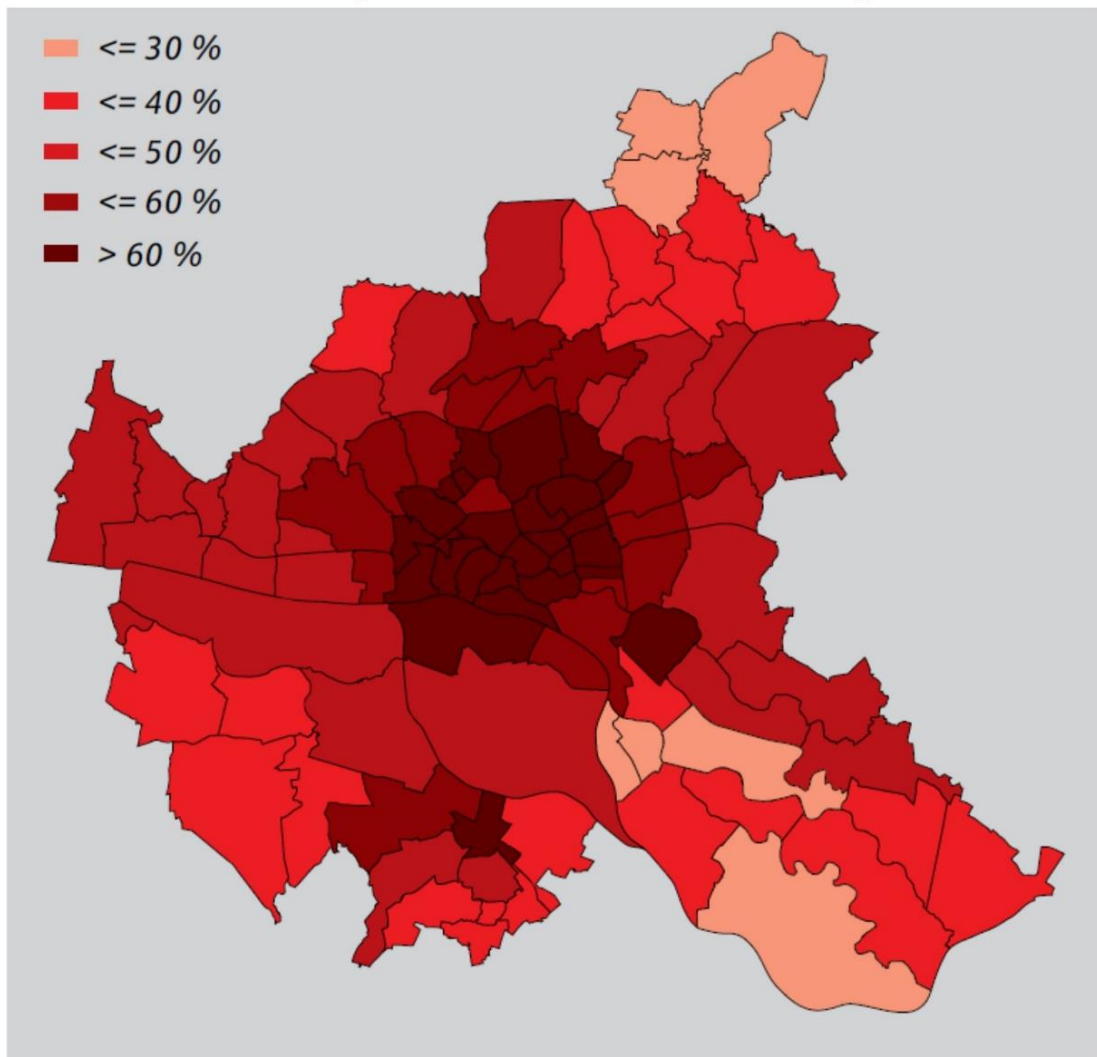 <= 30 %
<= 40 %
<= 50 %
<= 60 %
> 60 %